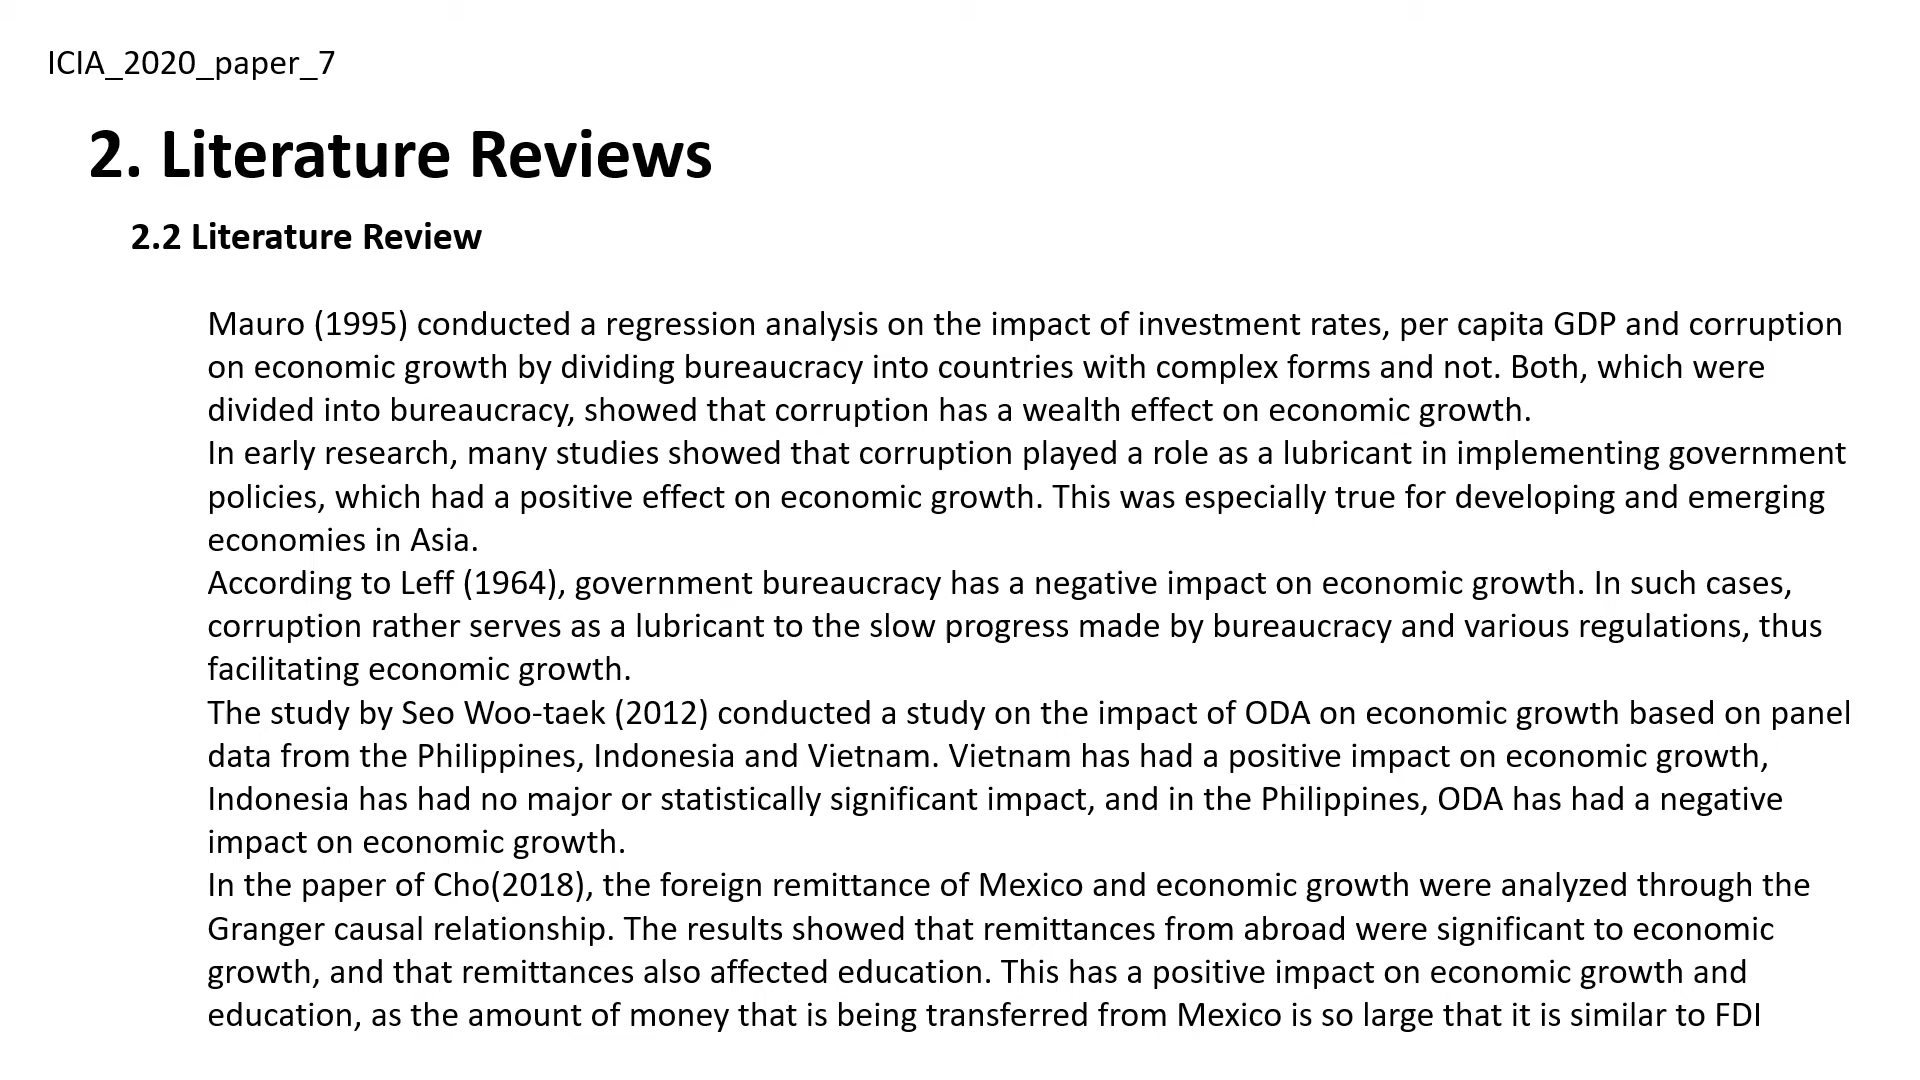 ICIA_2020_paper_7
2. Literature Reviews
2.2 Literature Review
Mauro (1995) conducted a regression analysis on the impact of investment rates, per capita GDP and corruption
on economic growth by dividing bureaucracy into countries with complex forms and not. Both, which were
divided into bureaucracy, showed that corruption has a wealth effect on economic growth.
In early research, many studies showed that corruption played a role as a lubricant in implementing government
policies, which had a positive effect on economic growth. This was especially true for developing and emerging
economies in Asia.
According to Leff (1964), government bureaucracy has a negative impact on economic growth. In such cases,
corruption rather serves as a lubricant to the slow progress made by bureaucracy and various regulations, thus
facilitating economic growth.
The study by Seo Woo-taek (2012) conducted a study on the impact of ODA on economic growth based on panel
data from the Philippines, Indonesia and Vietnam. Vietnam has had a positive impact on economic growth,
Indonesia has had no major or statistically significant impact, and in the Philippines, ODA has had a negative
impact on economic growth.
In the paper of Cho(2018), the foreign remittance of Mexico and economic growth were analyzed through the
Granger causal relationship. The results showed that remittances from abroad were significant to economic
growth, and that remittances also affected education. This has a positive impact on economic growth and
education, as the amount of money that is being transferred from Mexico is so large that it is similar to FDI